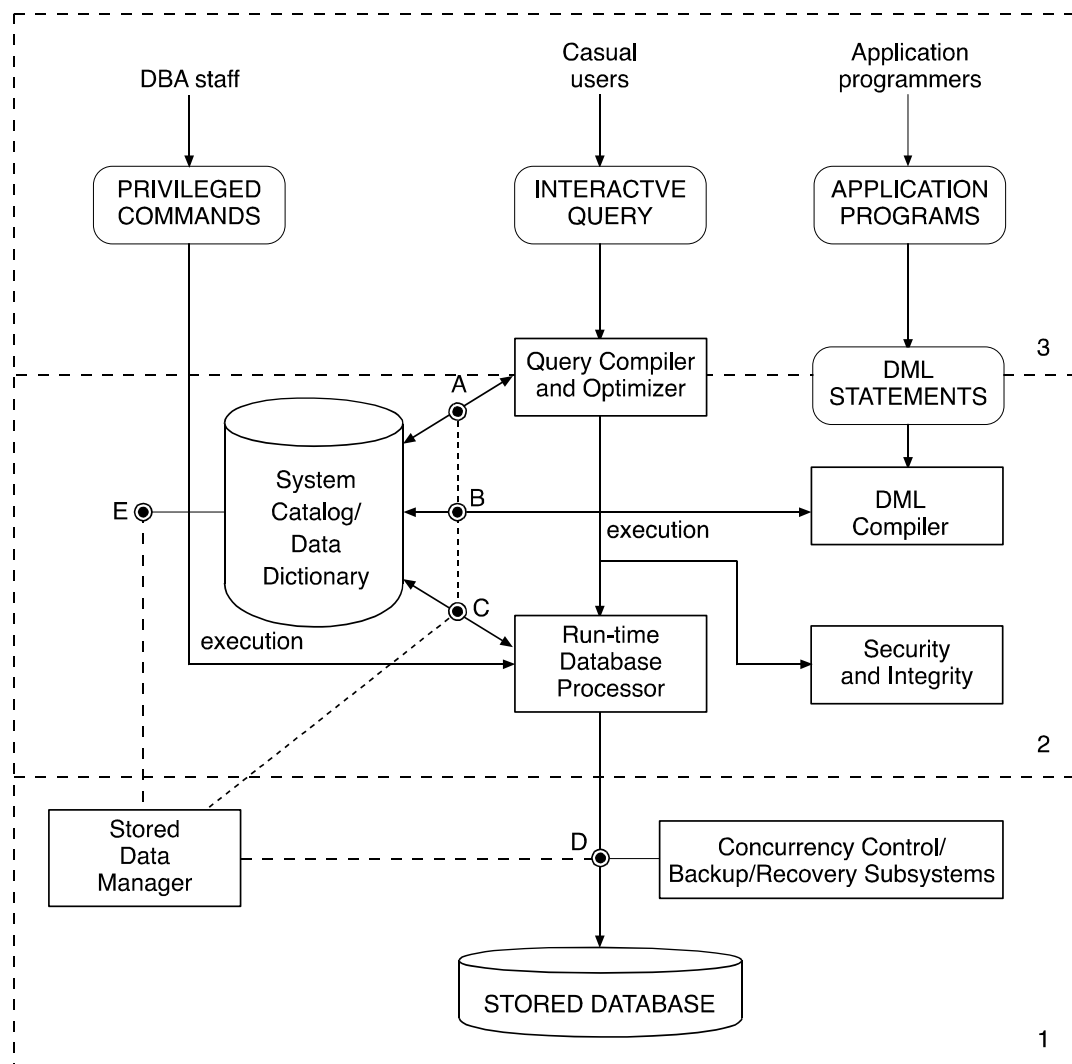 DBA staff
Casual
users
Application
programmers
PRIVILEGED
COMMANDS
INTERACTVE
QUERY
APPLICATION
PROGRAMS
Query Compiler
and Optimizer
DML
STATEMENTS
3
A
System
Catalog/
Data
Dictionary
E
B
execution
DML
Compiler
C
execution
Run-time
Database
Processor
Security
and Integrity
2
Stored
Data
Manager
D
Concurrency Control/
Backup/Recovery Subsystems
STORED DATABASE
1